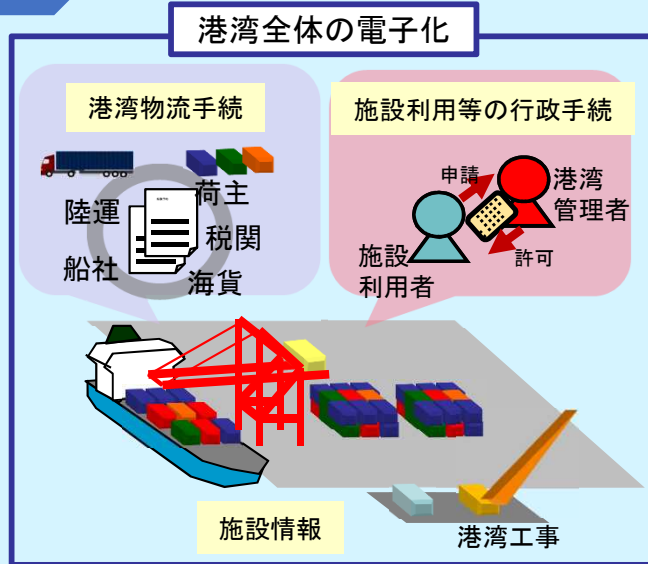 港湾全体の電子化
港湾物流手続
陸運
荷主
税関
船社
海貨
施設利用等の行政手続
申請
港湾
管理者
許可
施設
利用者
施設情報
港湾工事